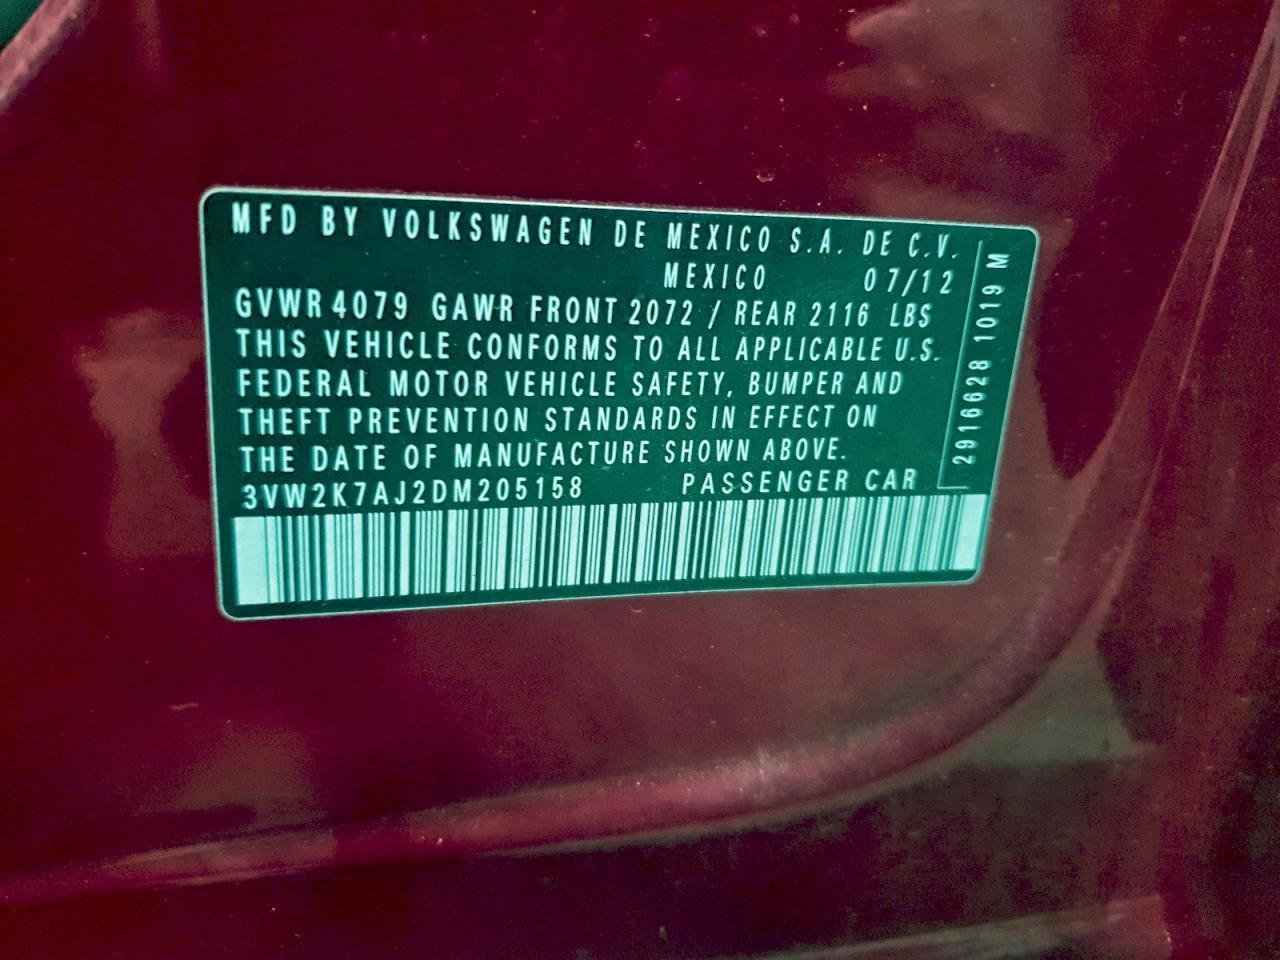 MFD BY VOLKSWAGEN DE MEXICO S.A. DE C.V.
MEXICO 07/12
GVWR 4079 GAWR FRONT 2072 / REAR 2116 LBS
THIS VEHICLE CONFORMS TO ALL APPLICABLE U.S.
FEDERAL MOTOR VEHICLE SAFETY, BUMPER AND
THEFT PREVENTION STANDARDS IN EFFECT ON
THE DATE OF MANUFACTURE SHOWN ABOVE.
3VW2K7AJ2DM205158 PASSENGER CAR
2916628 1019 M